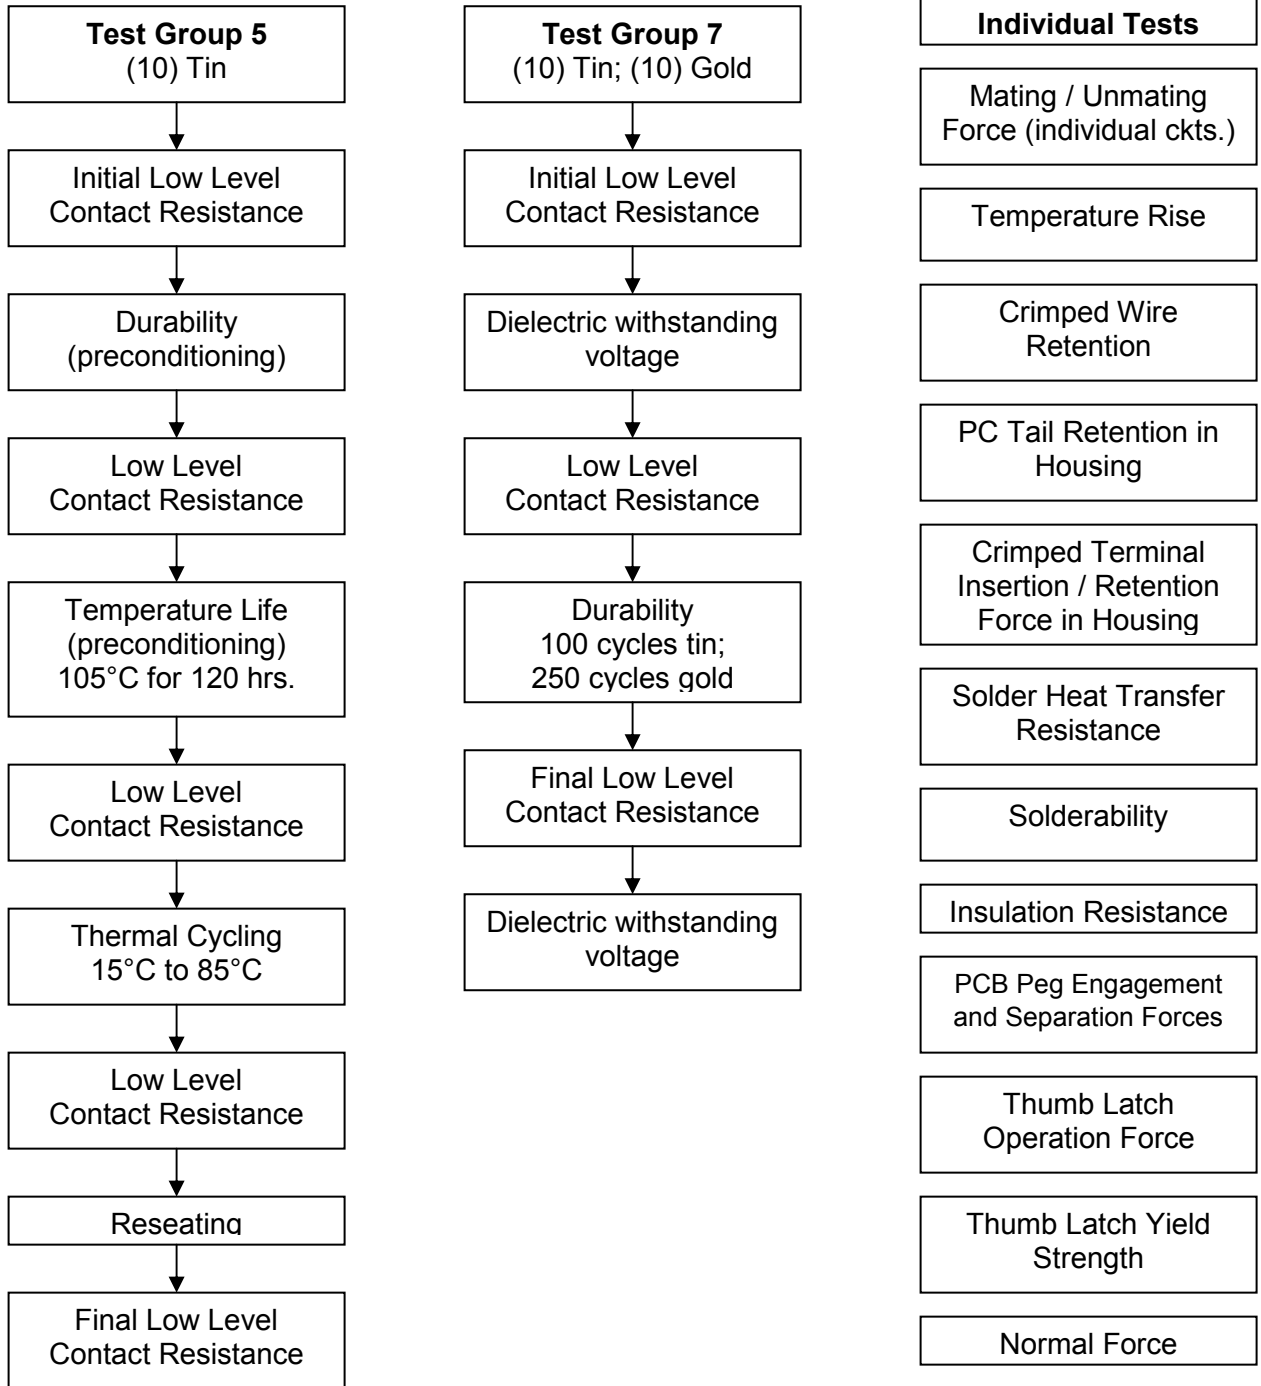 Test Group 5
(10) Tin
Initial Low Level
Contact Resistance
Durability
(preconditioning)
Low Level
Contact Resistance
Temperature Life
(preconditioning)
105°C for 120 hrs.
Low Level
Contact Resistance
Thermal Cycling
15°C to 85°C
Low Level
Contact Resistance
Reseating
Final Low Level
Contact Resistance
Test Group 7
(10) Tin; (10) Gold
Initial Low Level
Contact Resistance
Dielectric withstanding
voltage
Low Level
Contact Resistance
Durability
100 cycles tin;
250 cycles gold
Final Low Level
Contact Resistance
Dielectric withstanding
voltage
Individual Tests
Mating / Unmating
Force (individual ckts.)
Temperature Rise
Crimped Wire
Retention
PC Tail Retention in
Housing
Crimped Terminal
Insertion / Retention
Force in Housing
Solder Heat Transfer
Resistance
Solderability
Insulation Resistance
PCB Peg Engagement
and Separation Forces
Thumb Latch
Operation Force
Thumb Latch Yield
Strength
Normal Force